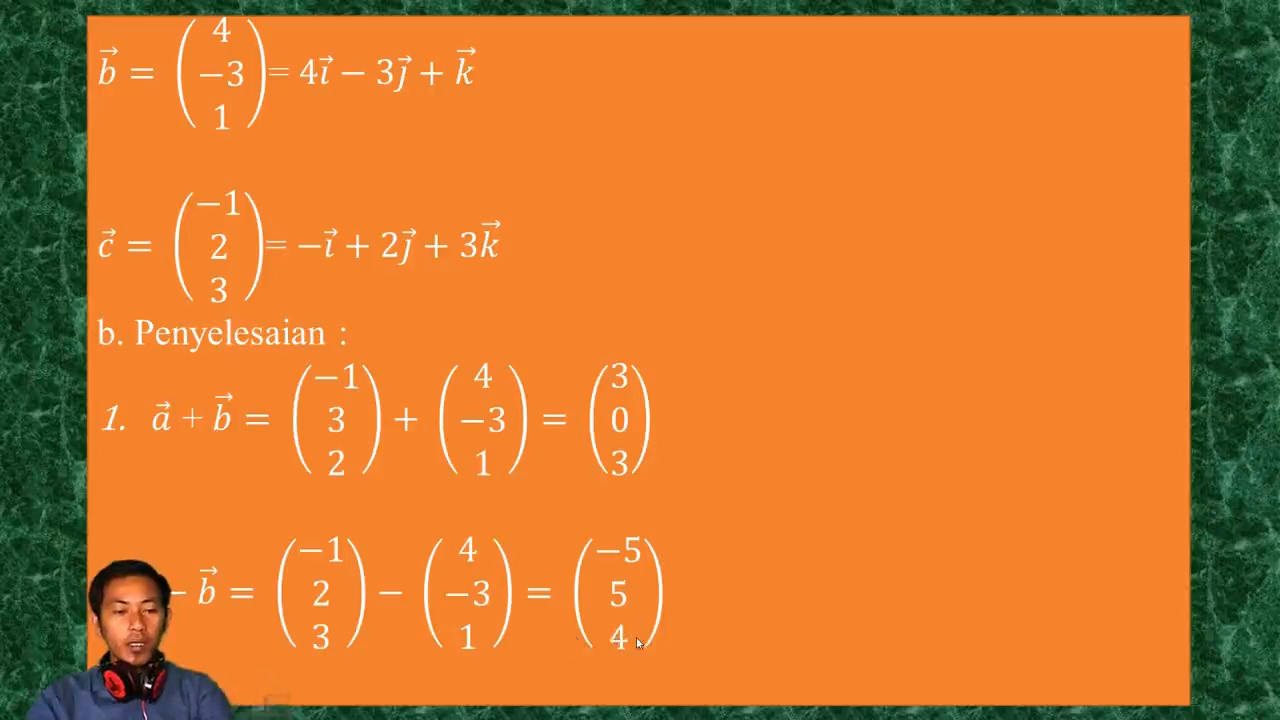 b⃗ = (4 −3 1) = 4i⃗ − 3j⃗ + k⃗
c⃗ = (−1 2 3) = −i⃗ + 2j⃗ + 3k⃗
b. Penyelesaian :
1. a⃗ + b⃗ = (−1 3 2) + (4 −3 1) = (3 0 3)
− b⃗ = (−1 2 3) − (4 −3 1) = (−5 5 4)